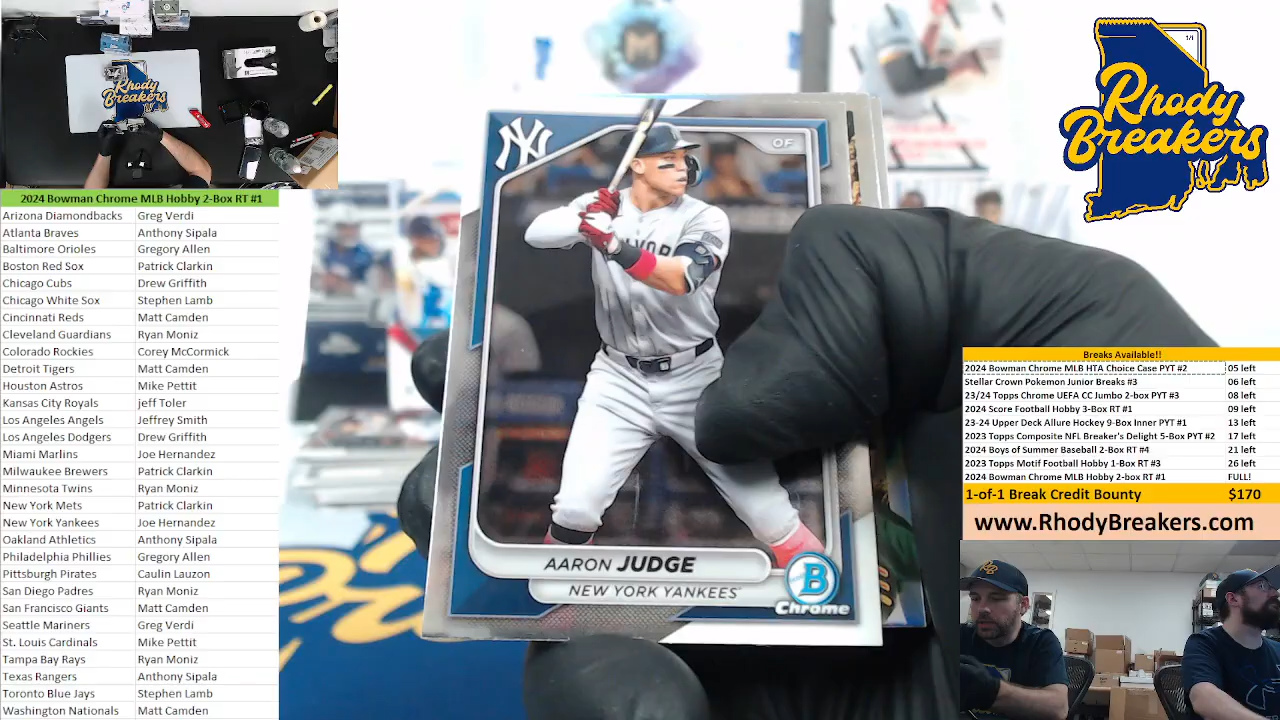 Rhody
Breakers
2024 Bowman Chrome MLB Hobby 2-Box RT #1
Arizona Diamondbacks Greg Verdi
Atlanta Braves Anthony Sipala
Baltimore Orioles Gregory Allen
Boston Red Sox Patrick Clarkin
Chicago Cubs Drew Griffith
Chicago White Sox Stephen Lamb
Cincinnati Reds Matt Camden
Cleveland Guardians Ryan Moniz
Colorado Rockies Corey McCormick
Detroit Tigers Matt Camden
Houston Astros Mike Pettit
Kansas City Royals jeff Toler
Los Angeles Angels Jeffrey Smith
Los Angeles Dodgers Drew Griffith
Miami Marlins Joe Hernandez
Milwaukee Brewers Patrick Clarkin
Minnesota Twins Ryan Moniz
New York Mets Patrick Clarkin
New York Yankees Joe Hernandez
Oakland Athletics Anthony Sipala
Philadelphia Phillies Gregory Allen
Pittsburgh Pirates Caulin Lauzon
San Diego Padres Ryan Moniz
San Francisco Giants Matt Camden
Seattle Mariners Greg Verdi
St. Louis Cardinals Mike Pettit
Tampa Bay Rays Ryan Moniz
Texas Rangers Anthony Sipala
Toronto Blue Jays Stephen Lamb
Washington Nationals Matt Camden
NY
OF
AARON JUDGE
NEW YORK YANKEES
B
Chrome
1/1
Rhody
Breakers
Breaks Available!!
2024 Bowman Chrome MLB HTA Choice Case PYT #2 05 left
Stellar Crown Pokemon Junior Breaks #3 06 left
23/24 Topps Chrome UEFA CC Jumbo 2-box PYT #3 08 left
2024 Score Football Hobby 3-Box RT #1 09 left
23-24 Upper Deck Allure Hockey 9-Box Inner PYT #1 13 left
2023 Topps Composite NFL Breaker's Delight 5-Box PYT #2 17 left
2024 Boys of Summer Baseball 2-Box RT #4 21 left
2023 Topps Motif Football Hobby 1-Box RT #3 26 left
2024 Bowman Chrome MLB Hobby 2-box RT #1 FULL!
1-of-1 Break Credit Bounty $170
www.RhodyBreakers.com